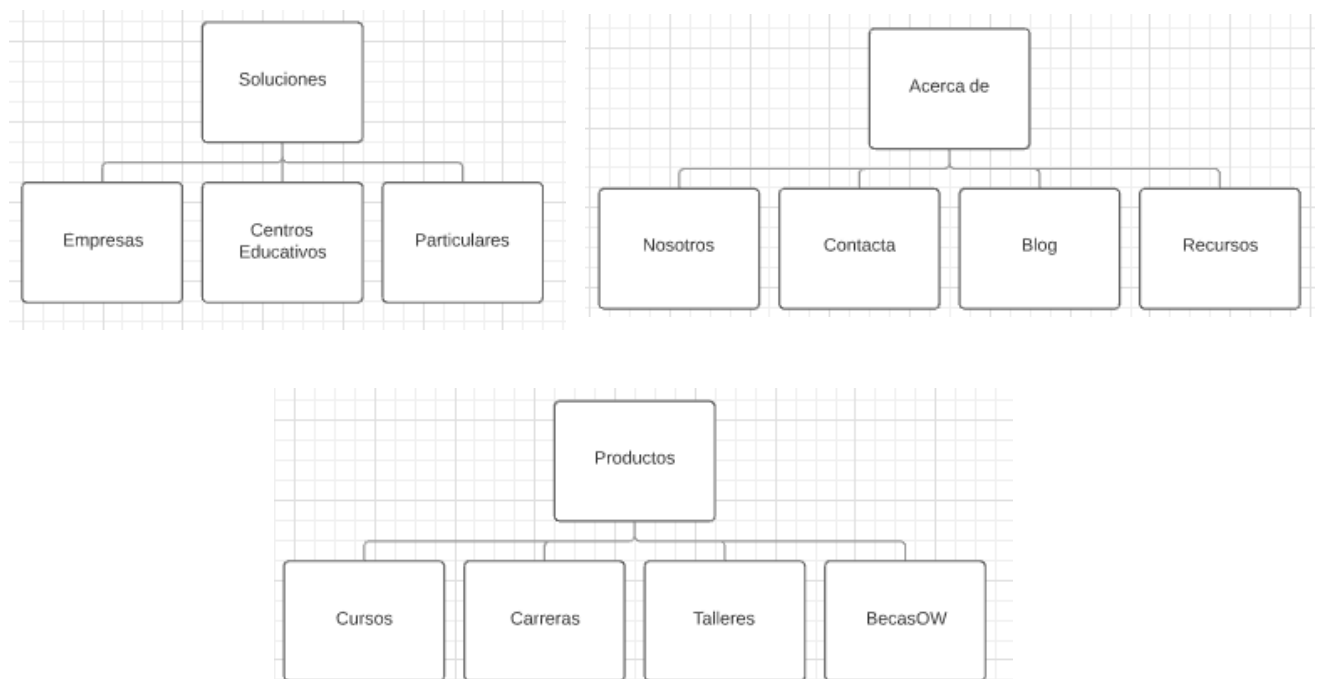 Soluciones
Empresas
Centros
Educativos
Particulares
Acerca de
Nosotros
Contacta
Blog
Recursos
Productos
Cursos
Carreras
Talleres
BecasOW